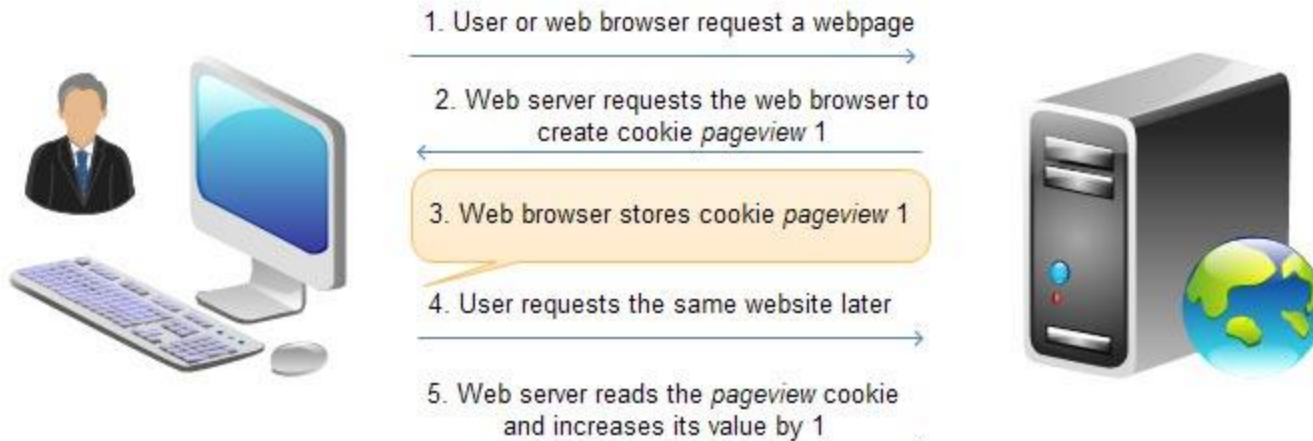 1. User or web browser request a webpage
2. Web server requests the web browser to
create cookie pageview 1
3. Web browser stores cookie pageview 1
4. User requests the same website later
5. Web server reads the pageview cookie
and increases its value by 1